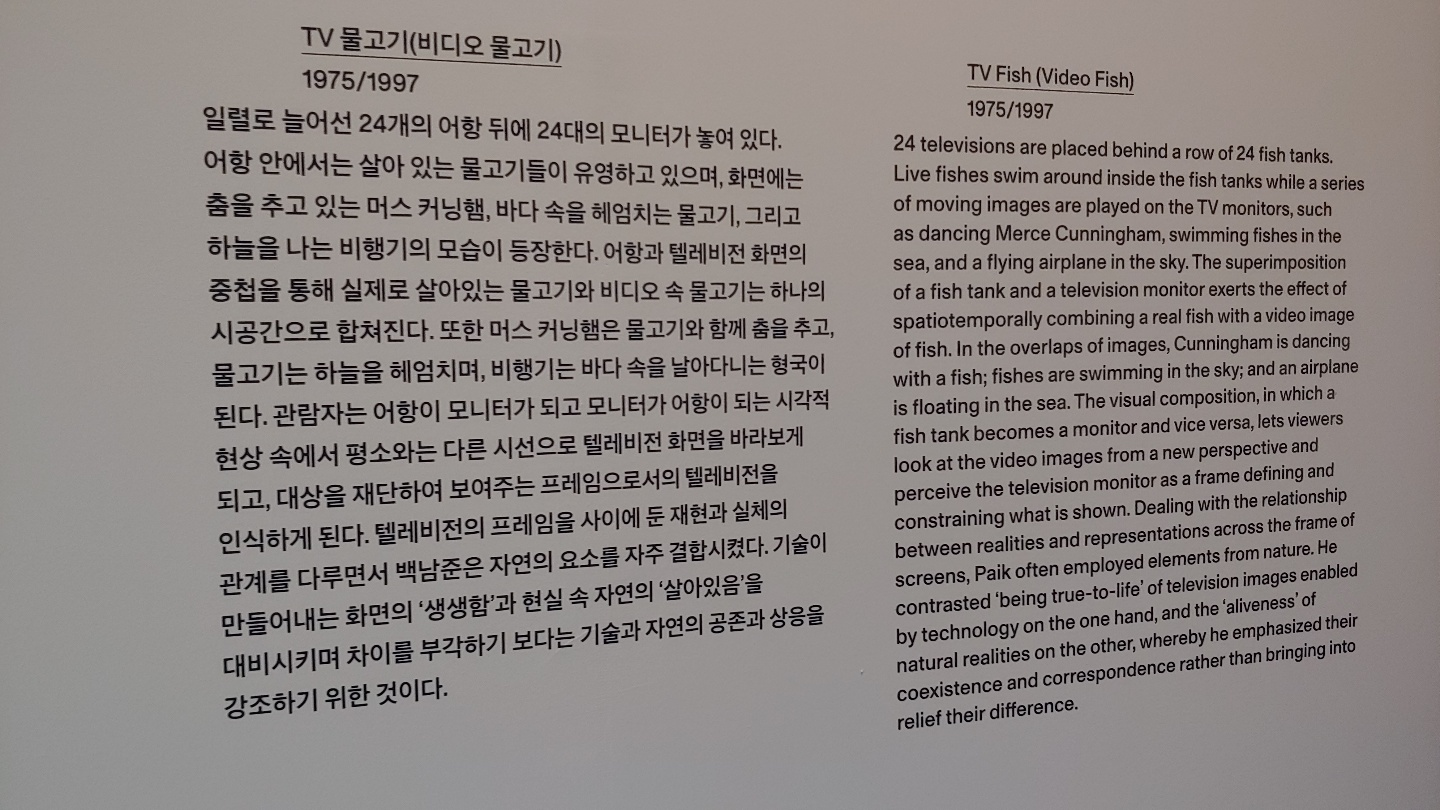 TV 물고기(비디오 물고기)
1975/1997
일렬로 늘어선 24개의 어항 뒤에 24대의 모니터가 놓여 있다.
어항 안에서는 살아 있는 물고기들이 유영하고 있으며, 화면에는
춤을 추고 있는 머스 커닝햄, 바다 속을 헤엄치는 물고기, 그리고
하늘을 나는 비행기의 모습이 등장한다. 어항과 텔레비전 화면의
중첩을 통해 실제로 살아있는 물고기와 비디오 속 물고기는 하나의
시공간으로 합쳐진다. 또한 머스 커닝햄은 물고기와 함께 춤을 추고,
물고기는 하늘을 헤엄치며, 비행기는 바다 속을 날아다니는 형국이
된다. 관람자는 어항이 모니터가 되고 모니터가 어항이 되는 시각적
현상 속에서 평소와는 다른 시선으로 텔레비전 화면을 바라보게
되고, 대상을 재단하여 보여주는 프레임으로서의 텔레비전을
인식하게 된다. 텔레비전의 프레임을 사이에 둔 재현과 실체의
관계를 다루면서 백남준은 자연의 요소를 자주 결합시켰다. 기술이
만들어내는 화면의 ‘생생함’과 현실 속 자연의 ‘살아있음’을
대비시키며 차이를 부각하기 보다는 기술과 자연의 공존과 상응을
강조하기 위한 것이다.
TV Fish (Video Fish)
1975/1997
24 televisions are placed behind a row of 24 fish tanks.
Live fishes swim around inside the fish tanks while a series
of moving images are played on the TV monitors, such
as dancing Merce Cunningham, swimming fishes in the
sea, and a flying airplane in the sky. The superimposition
of a fish tank and a television monitor exerts the effect of
spatiotemporally combining a real fish with a video image
of fish. In the overlaps of images, Cunningham is dancing
with a fish; fishes are swimming in the sky; and an airplane
is floating in the sea. The visual composition, in which a
fish tank becomes a monitor and vice versa, lets viewers
look at the video images from a new perspective and
perceive the television monitor as a frame defining and
constraining what is shown. Dealing with the relationship
between realities and representations across the frame of
screens, Paik often employed elements from nature. He
contrasted ‘being true-to-life’ of television images enabled
by technology on the one hand, and the ‘aliveness’ of
natural realities on the other, whereby he emphasized their
coexistence and correspondence rather than bringing into
relief their difference.